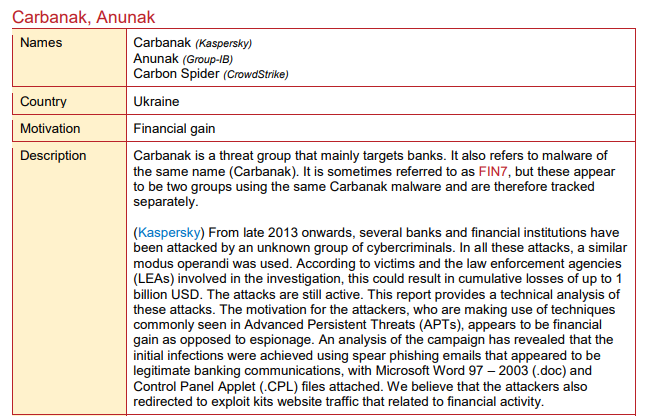 Carbanak, Anunak
Names
Carbanak (Kaspersky)
Anunak (Group-IB)
Carbon Spider (CrowdStrike)
Country
Ukraine
Motivation
Financial gain
Description
Carbanak is a threat group that mainly targets banks. It also refers to malware of
the same name (Carbanak). It is sometimes referred to as FIN7, but these appear
to be two groups using the same Carbanak malware and are therefore tracked
separately.
(Kaspersky) From late 2013 onwards, several banks and financial institutions have
been attacked by an unknown group of cybercriminals. In all these attacks, a similar
modus operandi was used. According to victims and the law enforcement agencies
(LEAs) involved in the investigation, this could result in cumulative losses of up to 1
billion USD. The attacks are still active. This report provides a technical analysis of
these attacks. The motivation for the attackers, who are making use of techniques
commonly seen in Advanced Persistent Threats (APTs), appears to be financial
gain as opposed to espionage. An analysis of the campaign has revealed that the
initial infections were achieved using spear phishing emails that appeared to be
legitimate banking communications, with Microsoft Word 97 – 2003 (.doc) and
Control Panel Applet (.CPL) files attached. We believe that the attackers also
redirected to exploit kits website traffic that related to financial activity.